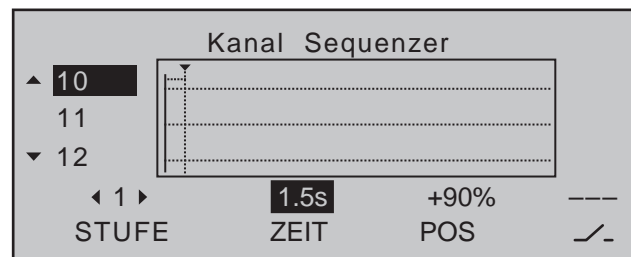 Kanal Sequenzer
10
11
12
1 1.5s +90% ---
STUFE ZEIT POS